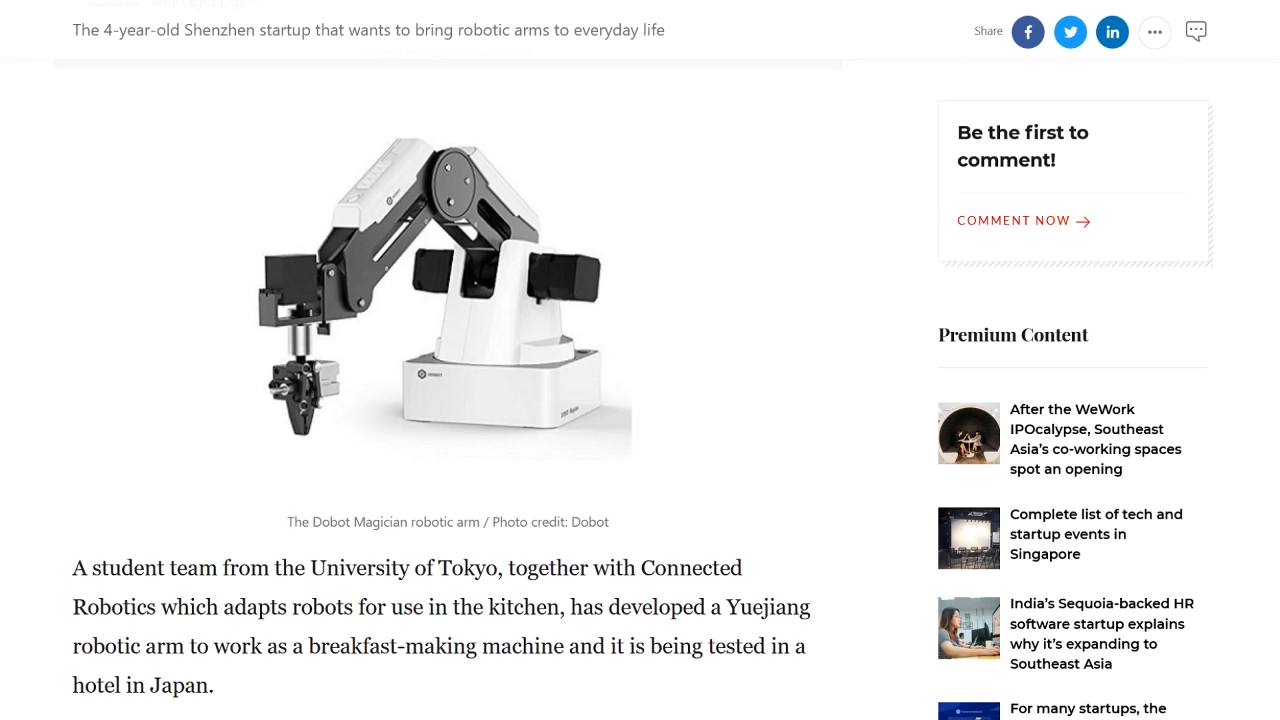 The 4-year-old Shenzhen startup that wants to bring robotic arms to everyday life
Share
Be the first to
comment!
COMMENT NOW
Premium Content
After the WeWork
IPOcalypse, Southeast
Asia’s co-working spaces
spot an opening
Complete list of tech and
startup events in
Singapore
India’s Sequoia-backed HR
software startup explains
why it’s expanding to
Southeast Asia
For many startups, the
The Dobot Magician robotic arm / Photo credit: Dobot
A student team from the University of Tokyo, together with Connected
Robotics which adapts robots for use in the kitchen, has developed a Yuejiang
robotic arm to work as a breakfast-making machine and it is being tested in a
hotel in Japan.